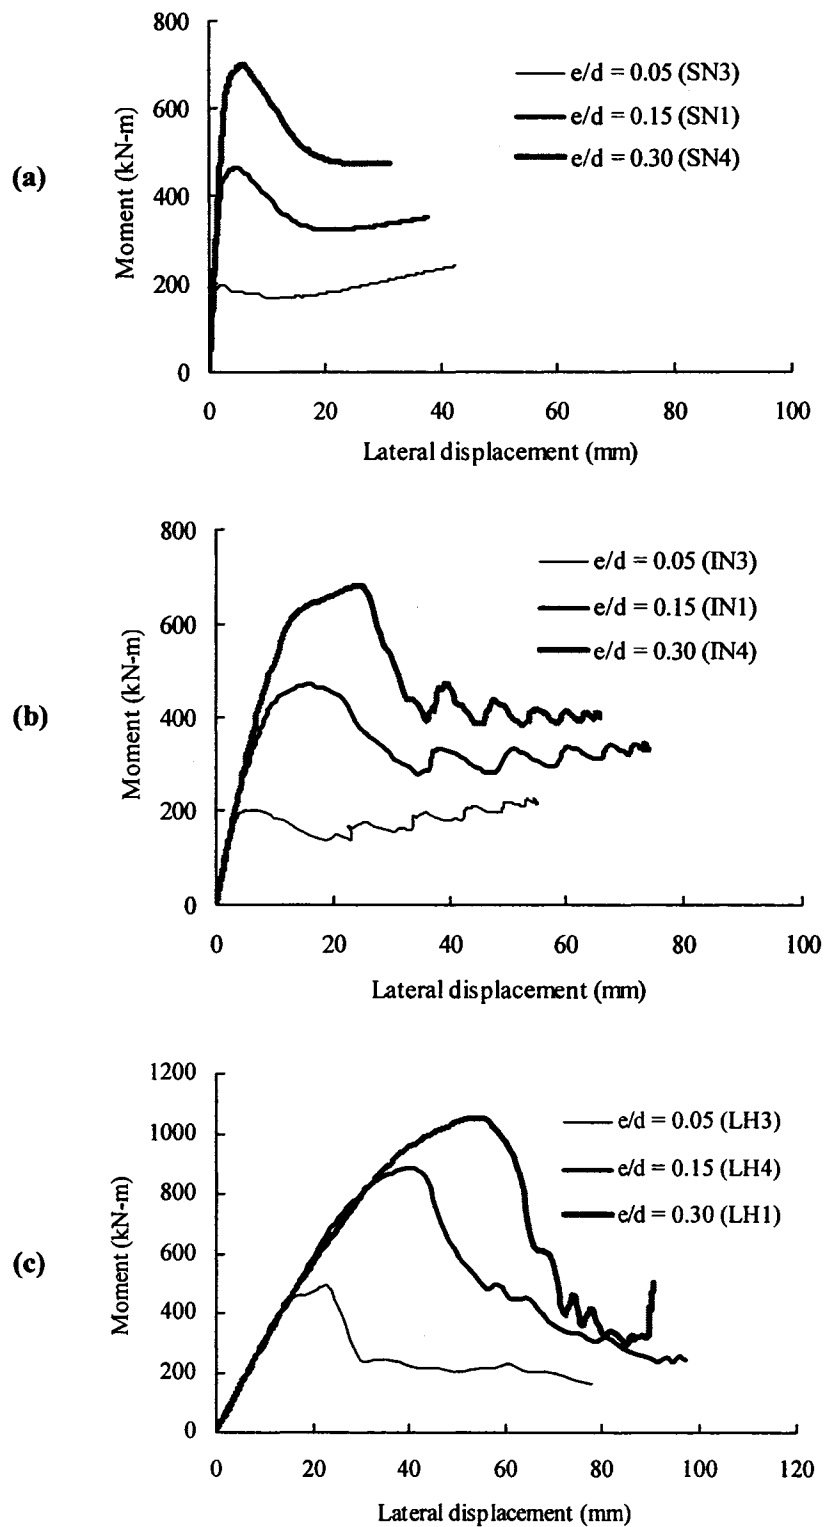 (a)
Moment (kN-m)
800
600
400
200
0
e/d = 0.05 (SN3)
e/d = 0.15 (SN1)
e/d = 0.30 (SN4)
0 20 40 60 80 100
Lateral displacement (mm)
(b)
Moment (kN-m)
800
600
400
200
0
e/d = 0.05 (IN3)
e/d = 0.15 (IN1)
e/d = 0.30 (IN4)
0 20 40 60 80 100
Lateral displacement (mm)
(c)
Moment (kN-m)
1200
1000
800
600
400
200
0
e/d = 0.05 (LH3)
e/d = 0.15 (LH4)
e/d = 0.30 (LH1)
0 20 40 60 80 100 120
Lateral displacement (mm)